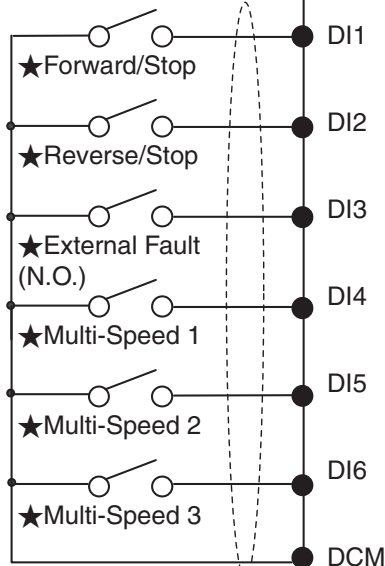 DI1
★Forward/Stop
DI2
★Reverse/Stop
DI3
★External Fault
(N.O.)
DI4
★Multi-Speed 1
DI5
★Multi-Speed 2
DI6
★Multi-Speed 3
DCM